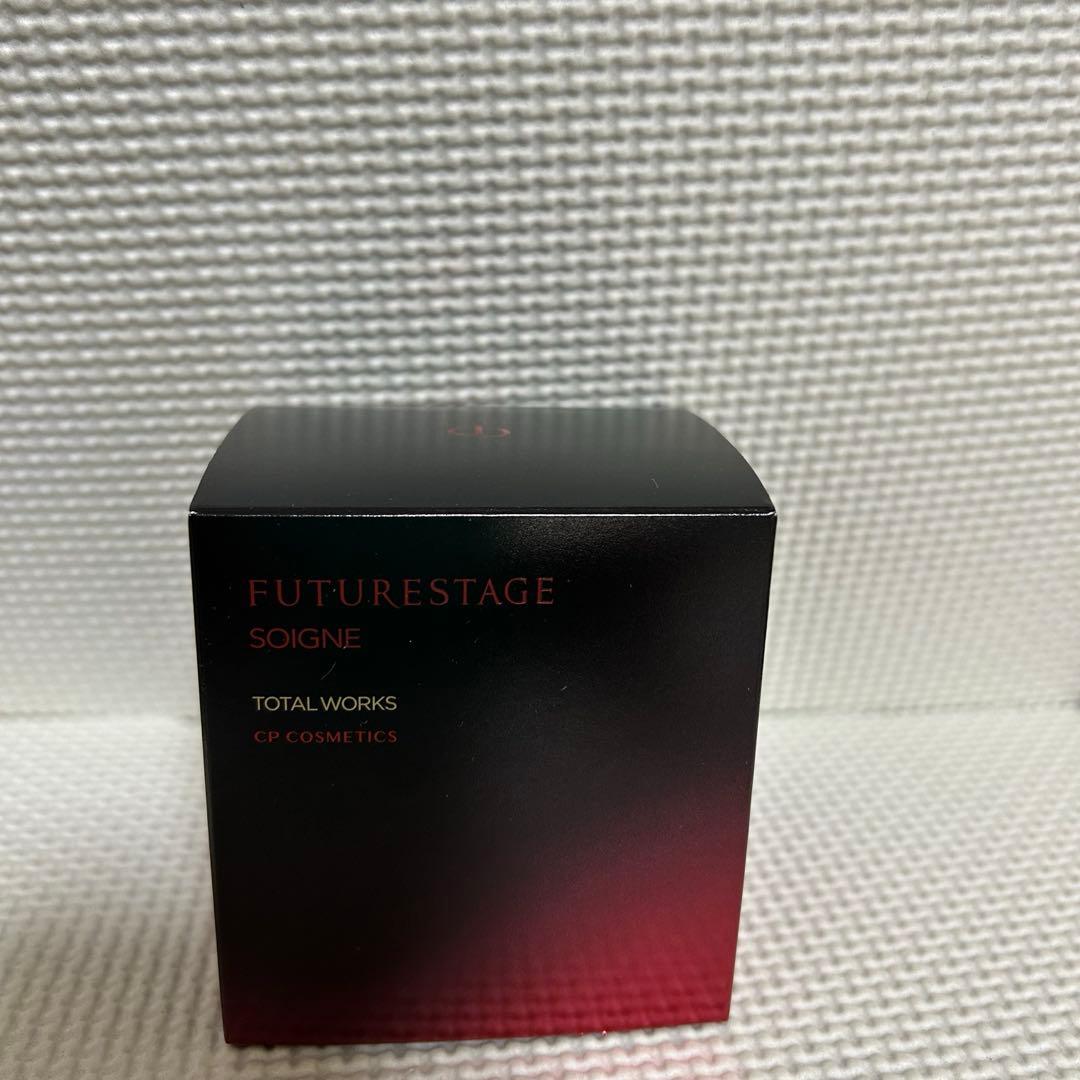 FUTURESTAGE
SOIGNE
TOTAL WORKS
CP COSMETICS